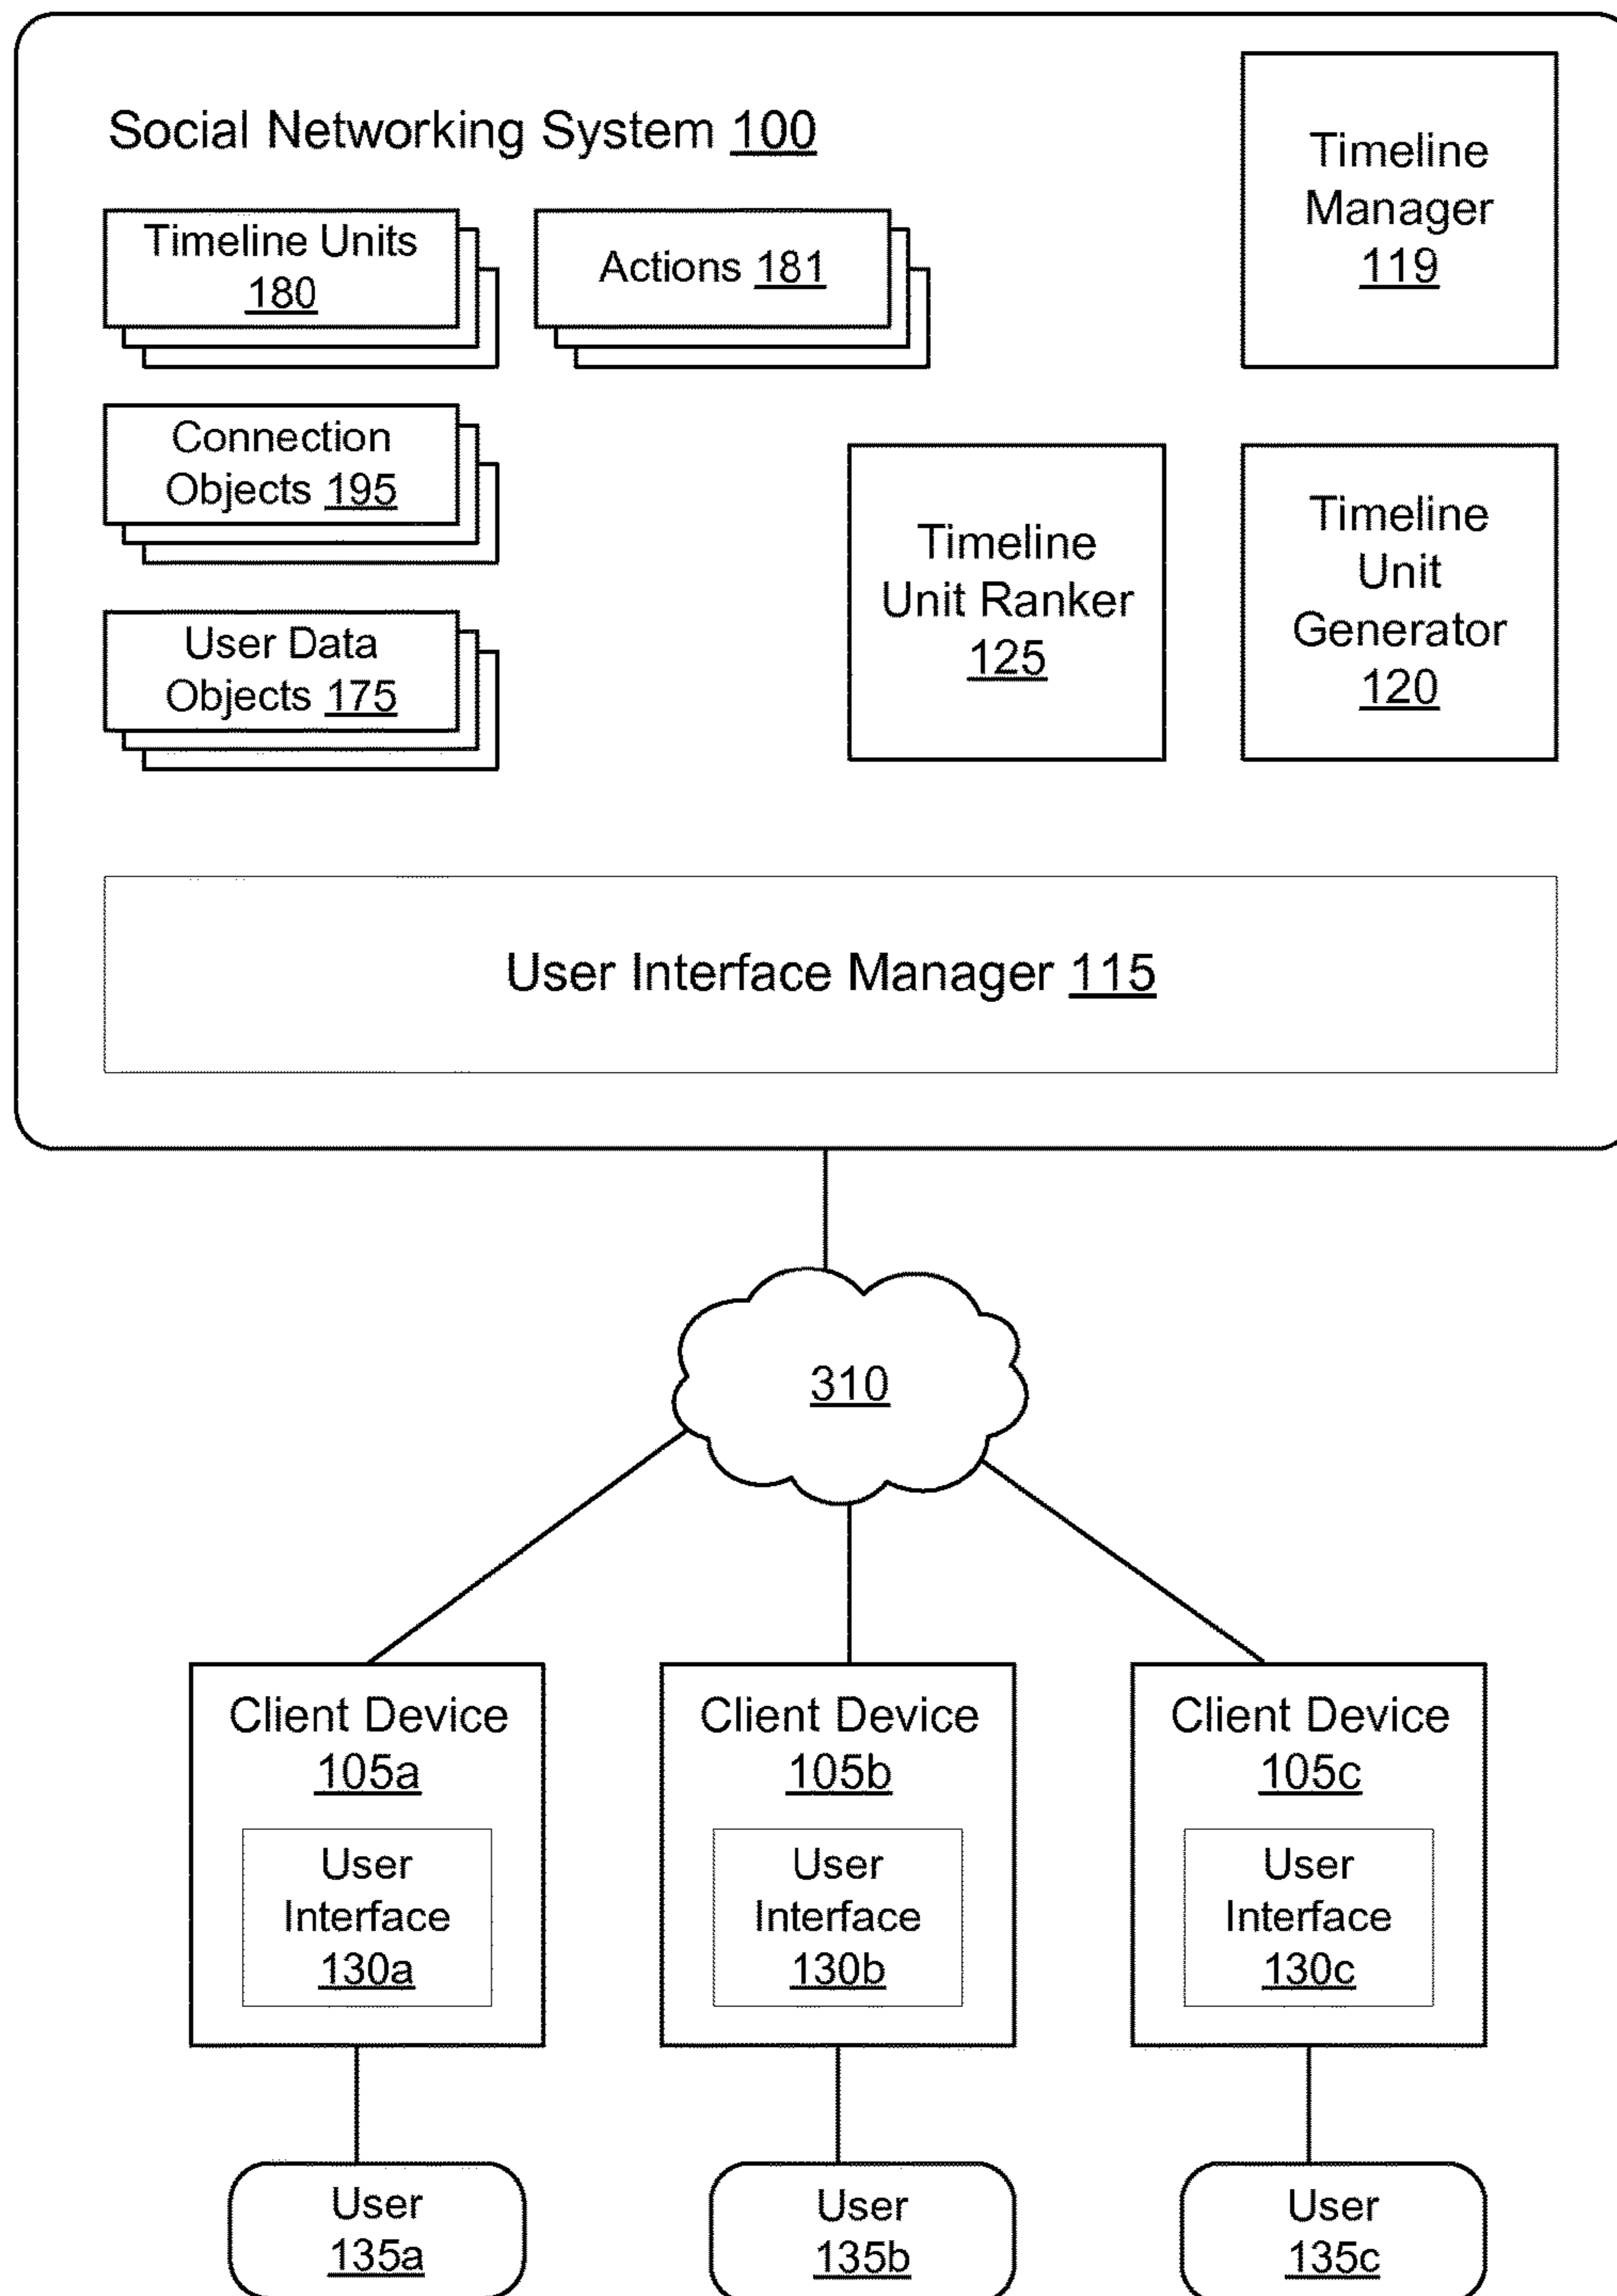 Social Networking System 100
Timeline
Manager
119
Timeline Units
180
Actions 181
Connection
Objects 195
User Data
Objects 175
Timeline
Unit Ranker
125
Timeline
Unit
Generator
120
User Interface Manager 115
310
Client Device
105a
User
Interface
130a
Client Device
105b
User
Interface
130b
Client Device
105c
User
Interface
130c
User
135a
User
135b
User
135c